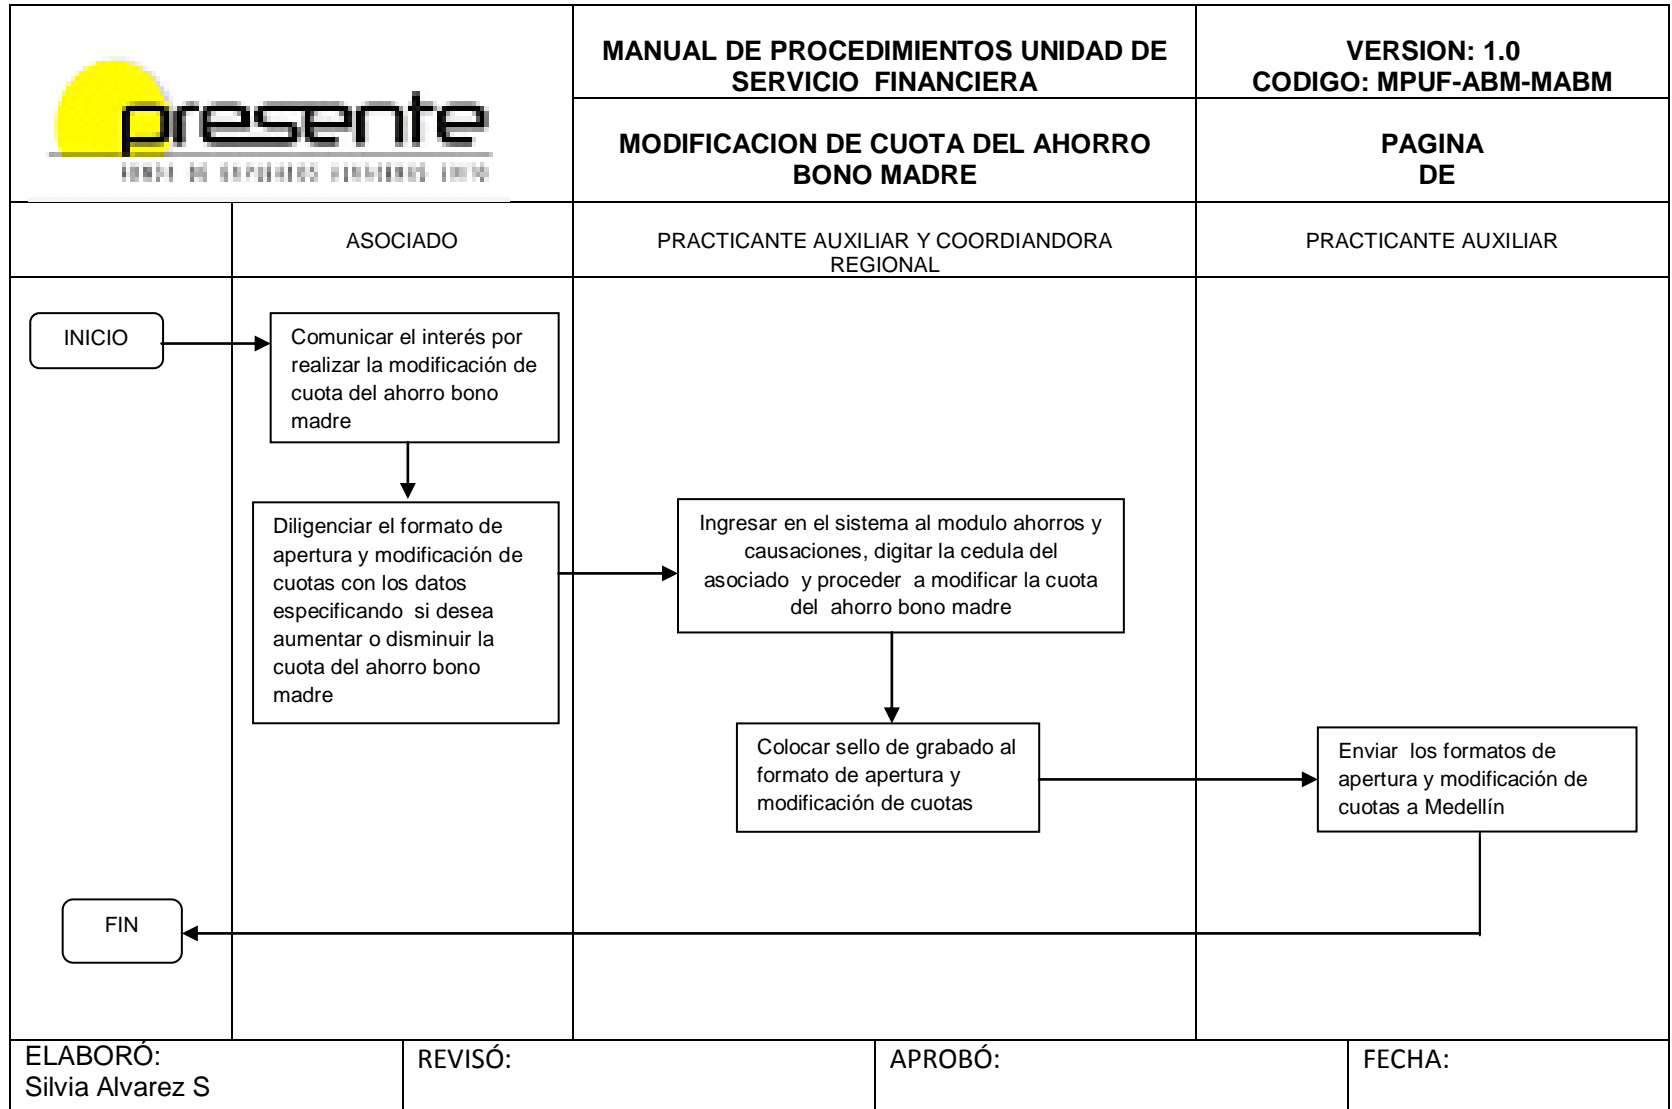 presente
MANUAL DE PROCEDIMIENTOS UNIDAD DE
SERVICIO FINANCIERA
VERSION: 1.0
CODIGO: MPUF-ABM-MABM
MODIFICACION DE CUOTA DEL AHORRO
BONO MADRE
PAGINA
DE
ASOCIADO
PRACTICANTE AUXILIAR Y COORDIANDORA
REGIONAL
PRACTICANTE AUXILIAR
INICIO
Comunicar el interés por
realizar la modificación de
cuota del ahorro bono
madre
Diligenciar el formato de
apertura y modificación de
cuotas con los datos
especificando si desea
aumentar o disminuir la
cuota del ahorro bono
madre
Ingresar en el sistema al modulo ahorros y
causaciones, digitar la cedula del
asociado y proceder a modificar la cuota
del ahorro bono madre
Colocar sello de grabado al
formato de apertura y
modificación de cuotas
Enviar los formatos de
apertura y modificación de
cuotas a Medellín
FIN
ELABORÓ:
Silvia Alvarez S
REVISÓ:
APROBÓ:
FECHA: